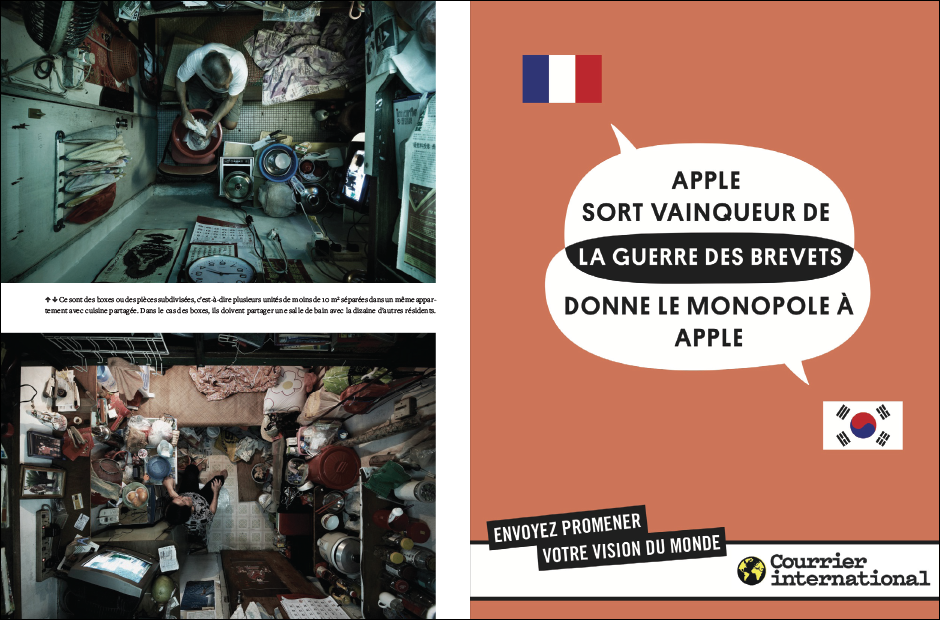 Ce sont des boxes ou des pièces subdivisées, c'est-à-dire plusieurs unités de moins de 10 m² séparées dans un même appar-
tement avec cuisine partagée. Dans le cas des boxes, ils doivent partager une salle de bain avec la dizaine d'autres résidents.
APPLE
SORT VAINQUEUR DE
LA GUERRE DES BREVETS
DONNE LE MONOPOLE À
APPLE
ENVOYEZ PROMENER
VOTRE VISION DU MONDE
Courrier
international